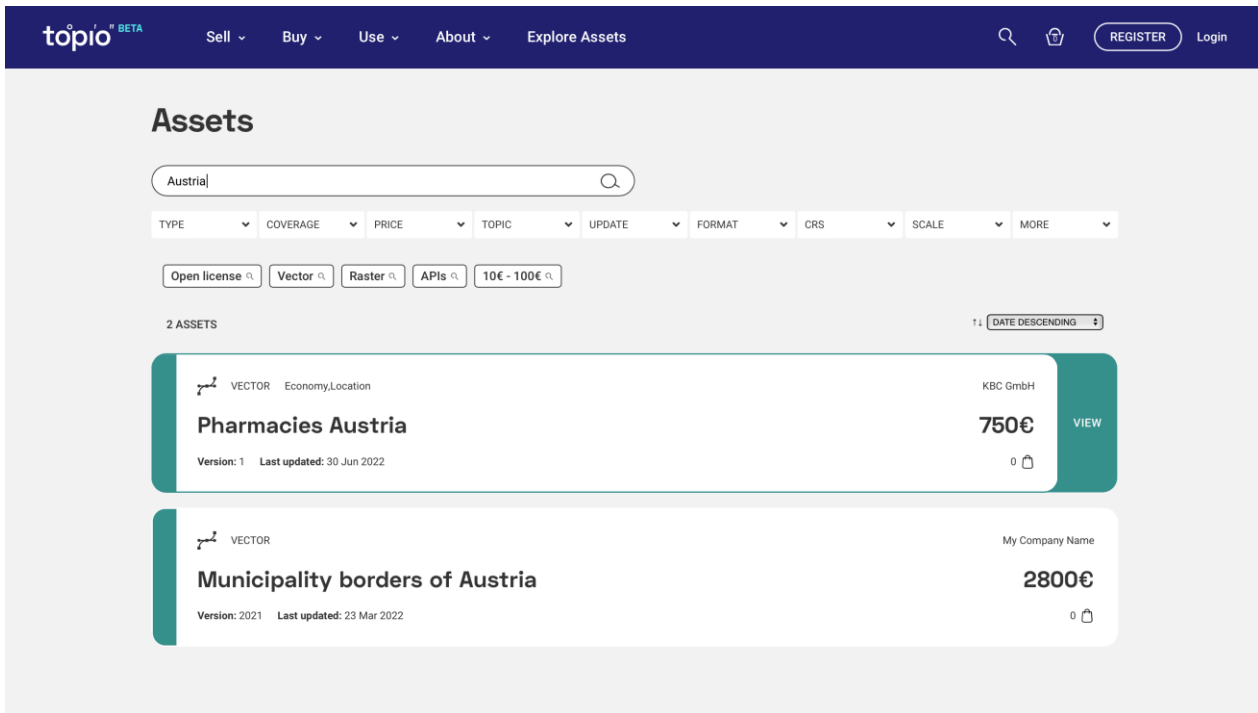 topio" BETA
Sell Buy Use About Explore Assets REGISTER Login
Assets
Austria
TYPE COVERAGE PRICE TOPIC UPDATE FORMAT CRS SCALE MORE
Open license Vector Raster APIs 10€ - 100€
2 ASSETS
↑↓ DATE DESCENDING
VECTOR Economy,Location KBC GmbH
Pharmacies Austria 750€ VIEW
Version: 1 Last updated: 30 Jun 2022 0
VECTOR My Company Name
Municipality borders of Austria 2800€
Version: 2021 Last updated: 23 Mar 2022 0